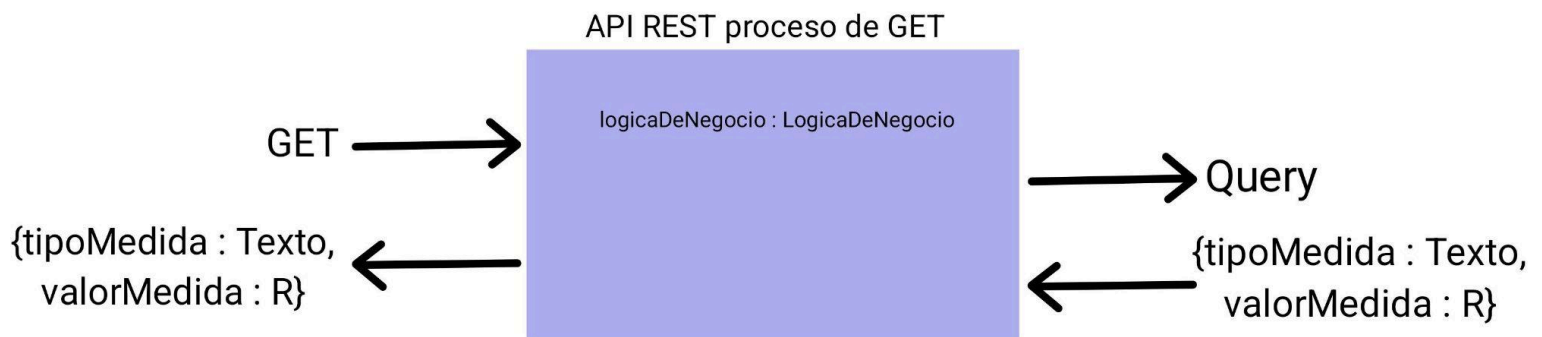 API REST proceso de GET
logicaDeNegocio : LogicaDeNegocio
GET
{tipoMedida : Texto,
valorMedida : R}
Query
{tipoMedida : Texto,
valorMedida : R}